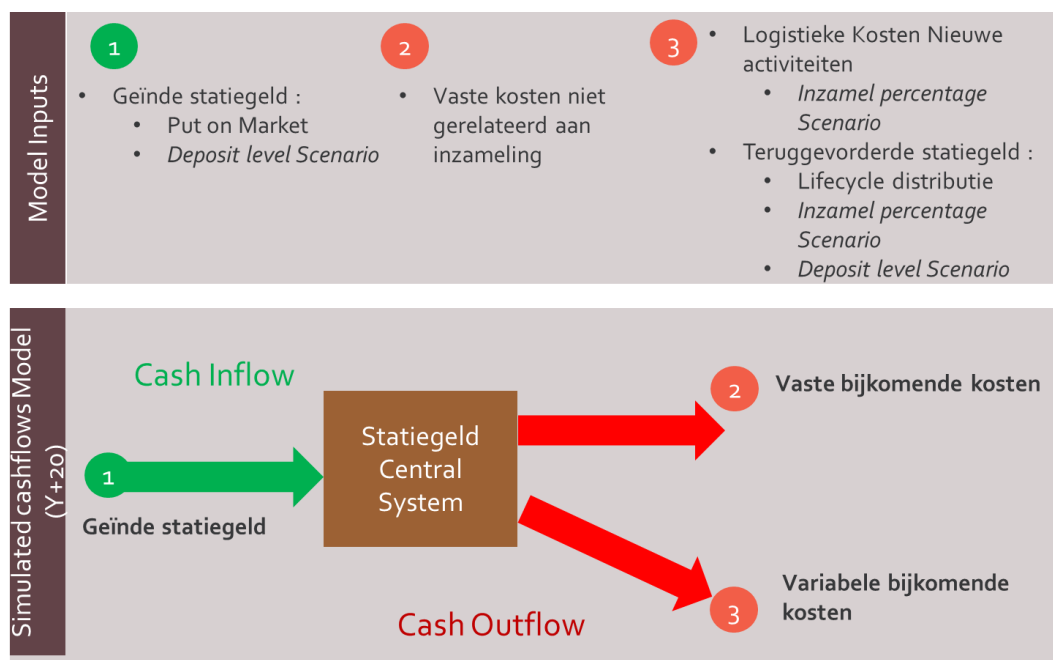 Model Inputs
1
• Geïnde statiegeld :
• Put on Market
• Deposit level Scenario
2
• Vaste kosten niet
gerelateerd aan
inzameling
3
• Logistieke Kosten Nieuwe
activiteiten
• Inzamel percentage
Scenario
• Teruggevorderde statiegeld :
• Lifecycle distributie
• Inzamel percentage
Scenario
• Deposit level Scenario
Simulated cashflows Model
(Y+20)
Cash Inflow
1
Geïnde statiegeld
Statiegeld
Central
System
2
Vaste bijkomende kosten
Cash Outflow
3
Variabele bijkomende
kosten